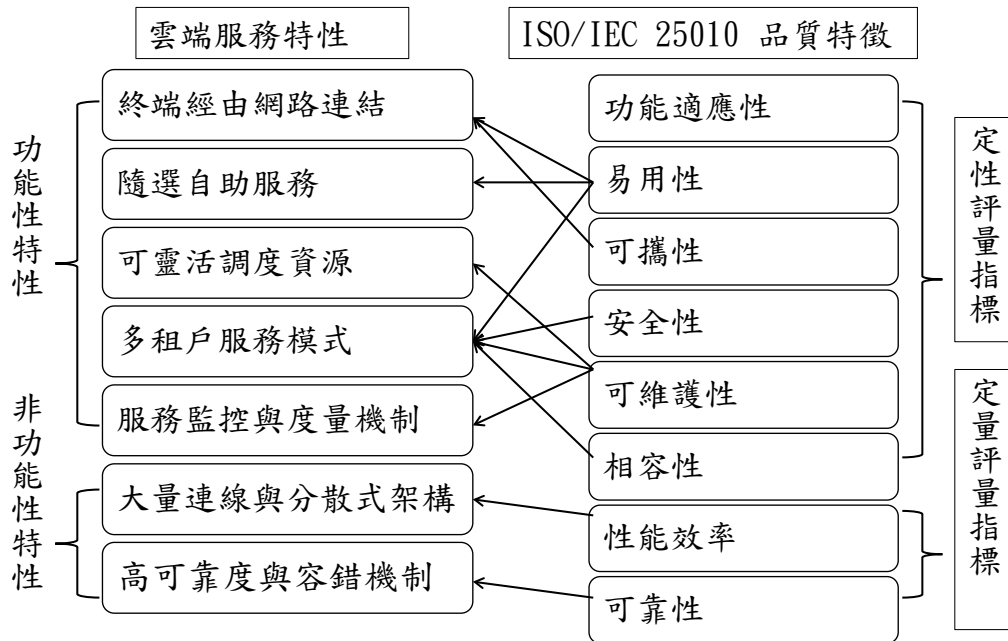 雲端服務特性
ISO/IEC 25010 品質特徵
功能性特性
終端經由網路連結
隨選自助服務
可靈活調度資源
多租戶服務模式
服務監控與度量機制
非功能性特性
大量連線與分散式架構
高可靠度與容錯機制
功能適應性
易用性
可攜性
安全性
可維護性
相容性
性能效率
可靠性
定性評量指標
定量評量指標